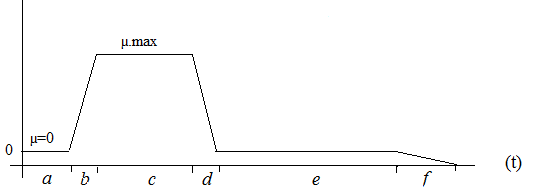 μ.max
μ=0
0
(t)
a b c d e f